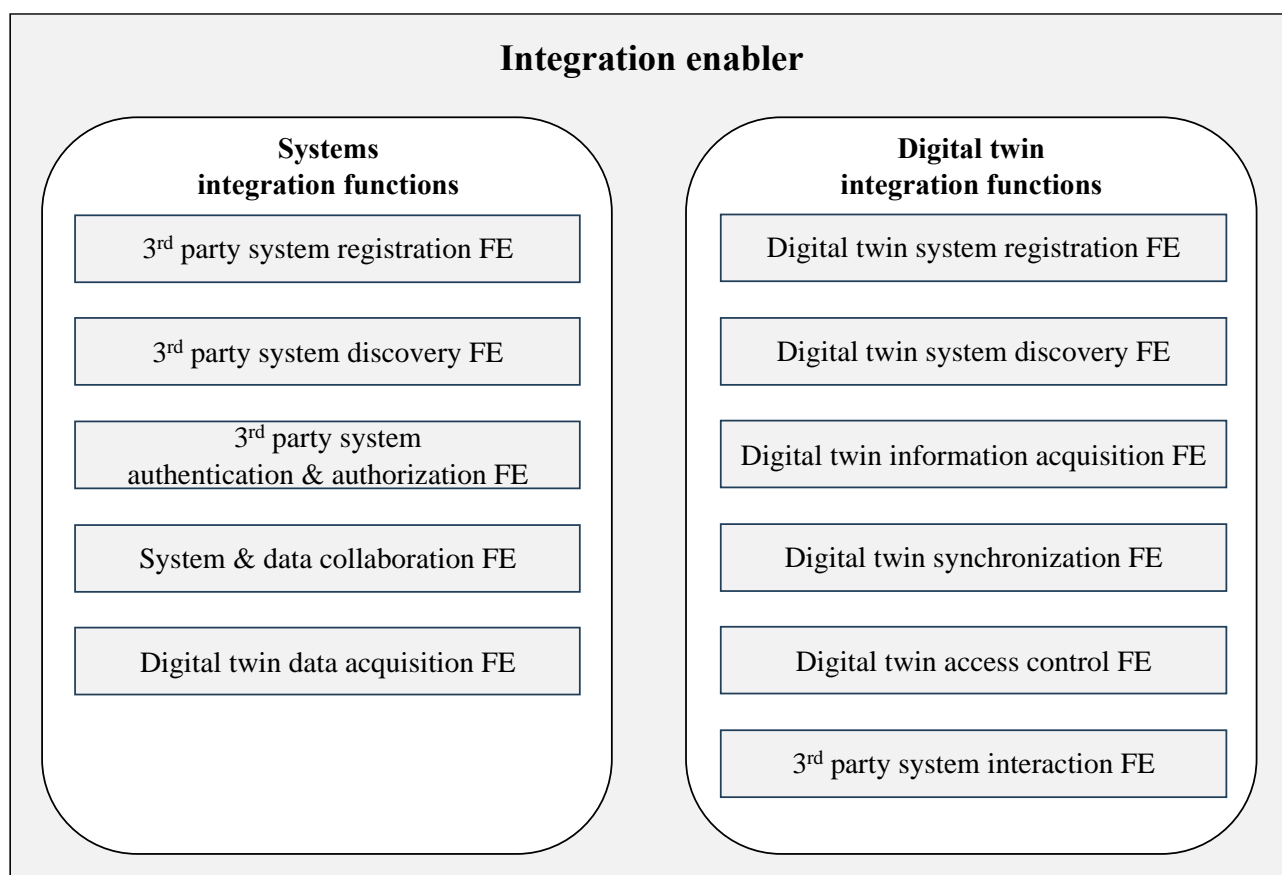 Integration enabler
Systems
integration functions
3rd party system registration FE
3rd party system discovery FE
3rd party system
authentication & authorization FE
System & data collaboration FE
Digital twin data acquisition FE
Digital twin
integration functions
Digital twin system registration FE
Digital twin system discovery FE
Digital twin information acquisition FE
Digital twin synchronization FE
Digital twin access control FE
3rd party system interaction FE